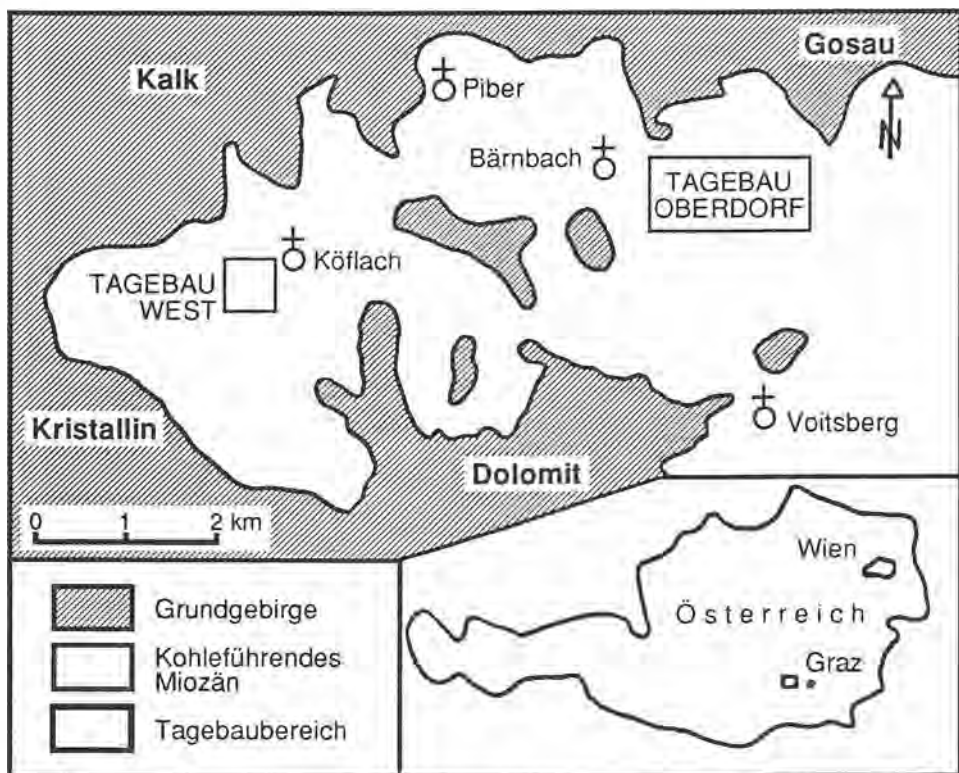 Kalk
Piber
Gosau
N
Bärnbach
TAGEBAU
OBERDORF
Köflach
TAGEBAU
WEST
Kristallin
Voitsberg
Dolomit
0 1 2 km
Grundgebirge
Kohleführendes
Miozän
Tagebaubereich
Wien
Österreich
Graz